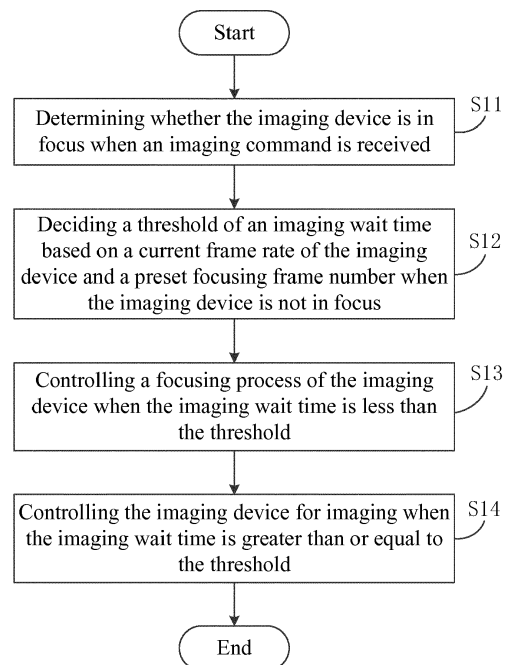 Start
Determining whether the imaging device is in
focus when an imaging command is received
S11
Deciding a threshold of an imaging wait time
based on a current frame rate of the imaging
device and a preset focusing frame number when
the imaging device is not in focus
S12
Controlling a focusing process of the imaging
device when the imaging wait time is less than
the threshold
S13
Controlling the imaging device for imaging when
the imaging wait time is greater than or equal to
the threshold
S14
End